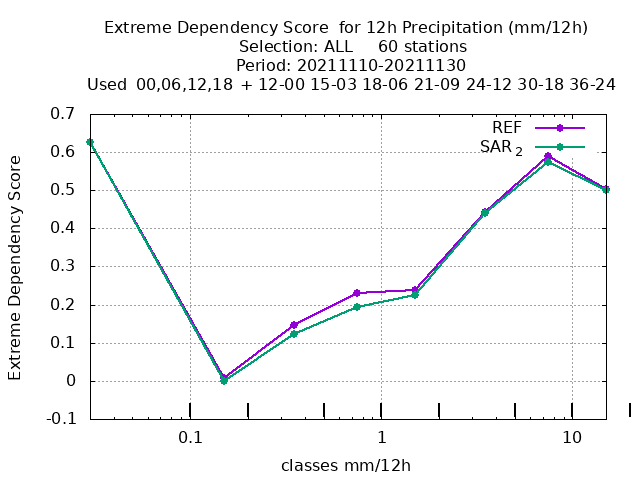 Extreme Dependency Score  for 12h Precipitation (mm/12h)
Selection: ALL     60 stations
Period: 20211110-20211130
Used  00,06,12,18  + 12-00 15-03 18-06 21-09 24-12 30-18 36-24
0.7
0.6
0.5
0.4
0.3
0.2
0.1
0
-0.1
Extreme Dependency Score
REF
SAR 2
0.1
1
10
classes mm/12h